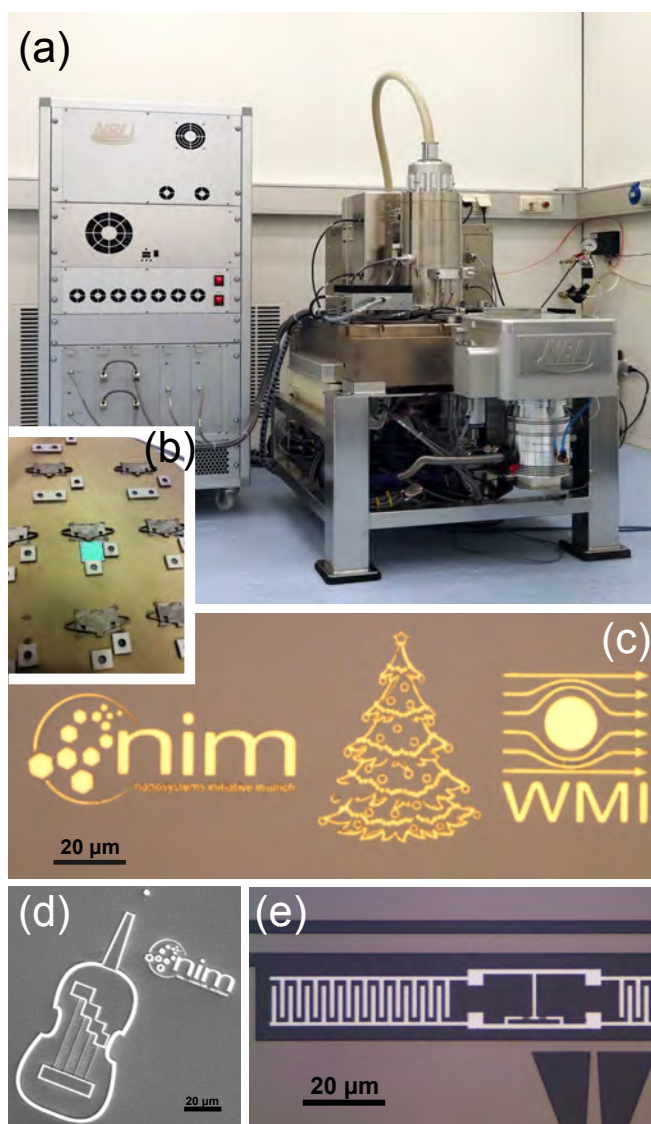 (a)
NBL
NBL
(b)
(c)
nim
nanosystems initiative munich
WMI
20 µm
(d)
nim
20 µm
(e)
20 µm